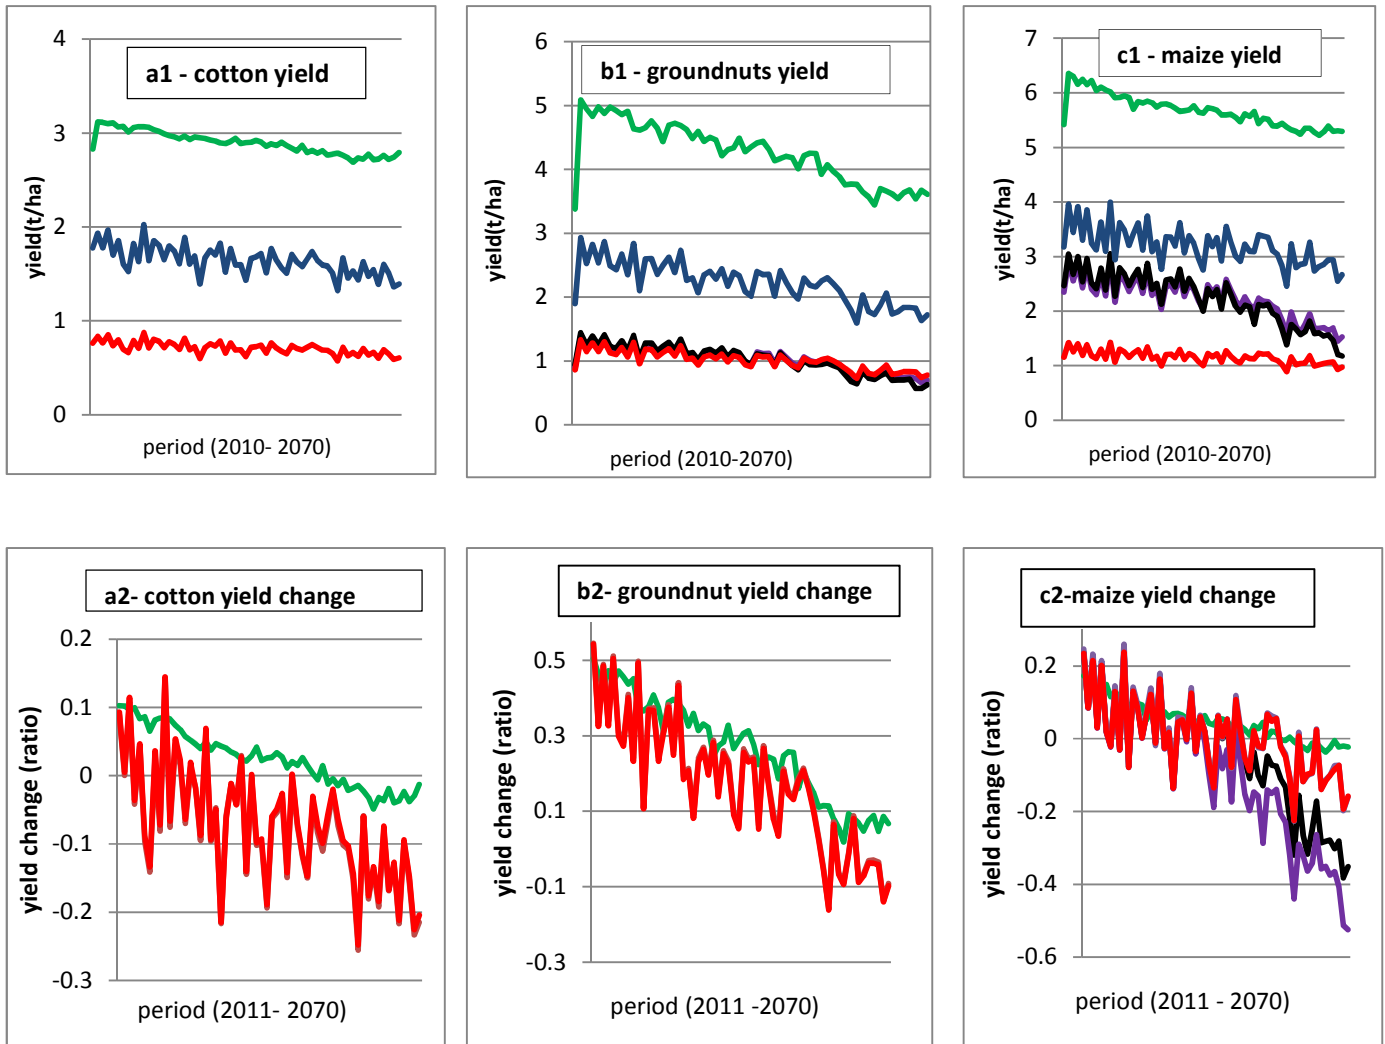 a1 - cotton yield
yield(t/ha)
4
3
2
1
0
period (2010- 2070)
b1 - groundnuts yield
yield(t/ha)
6
5
4
3
2
1
0
period (2010-2070)
c1 - maize yield
yield(t/ha)
7
6
5
4
3
2
1
0
period (2010-2070)
a2- cotton yield change
yield change (ratio)
0.2
0.1
0
-0.1
-0.2
-0.3
period (2011- 2070)
b2- groundnut yield change
yield change (ratio)
0.5
0.3
0.1
-0.1
-0.3
period (2011 -2070)
c2-maize yield change
yield change (ratio)
0.2
0
-0.2
-0.4
-0.6
period (2011 - 2070)